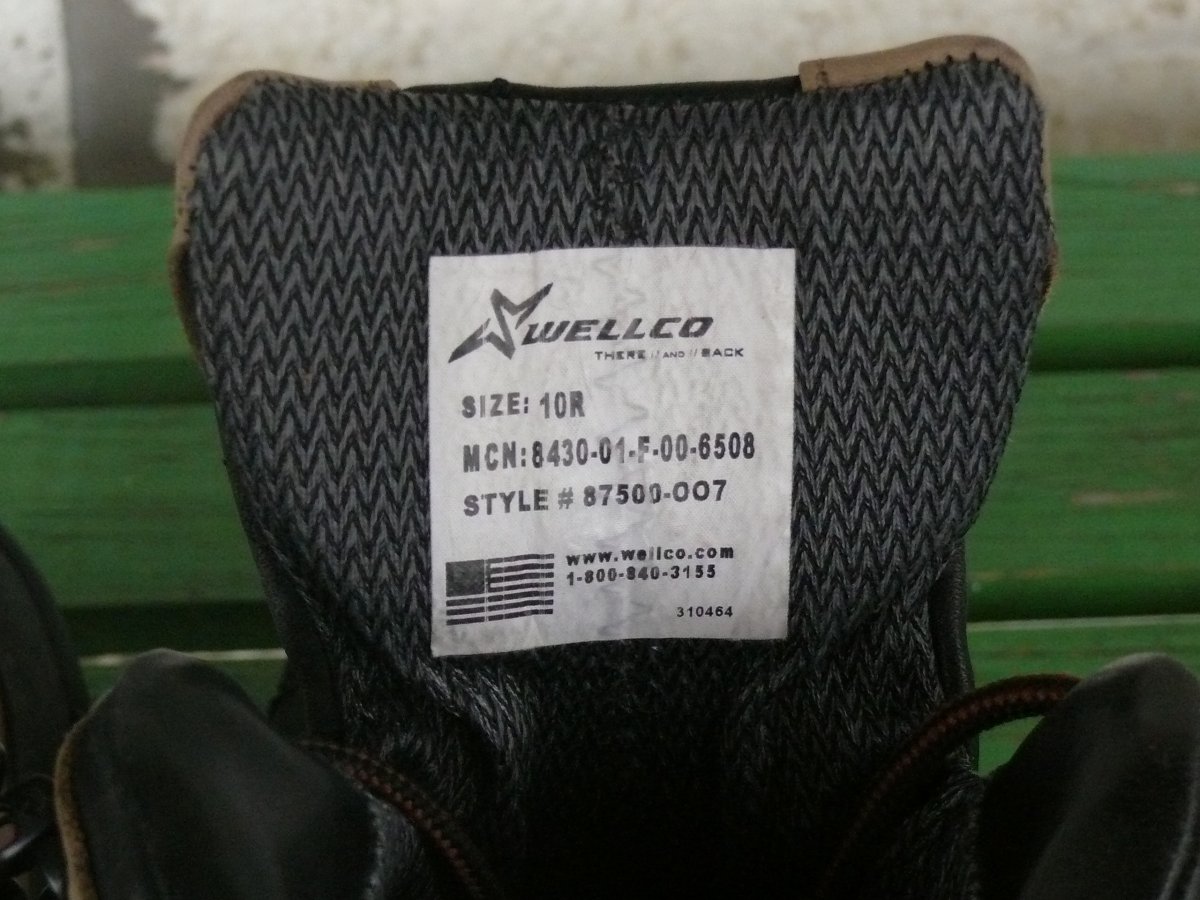 WELLCO
THERE // AND // BACK
SIZE: 10R
MCN:8430-01-F-00-6508
STYLE # 87500-007
www.wellco.com
1-800-840-3155
310464